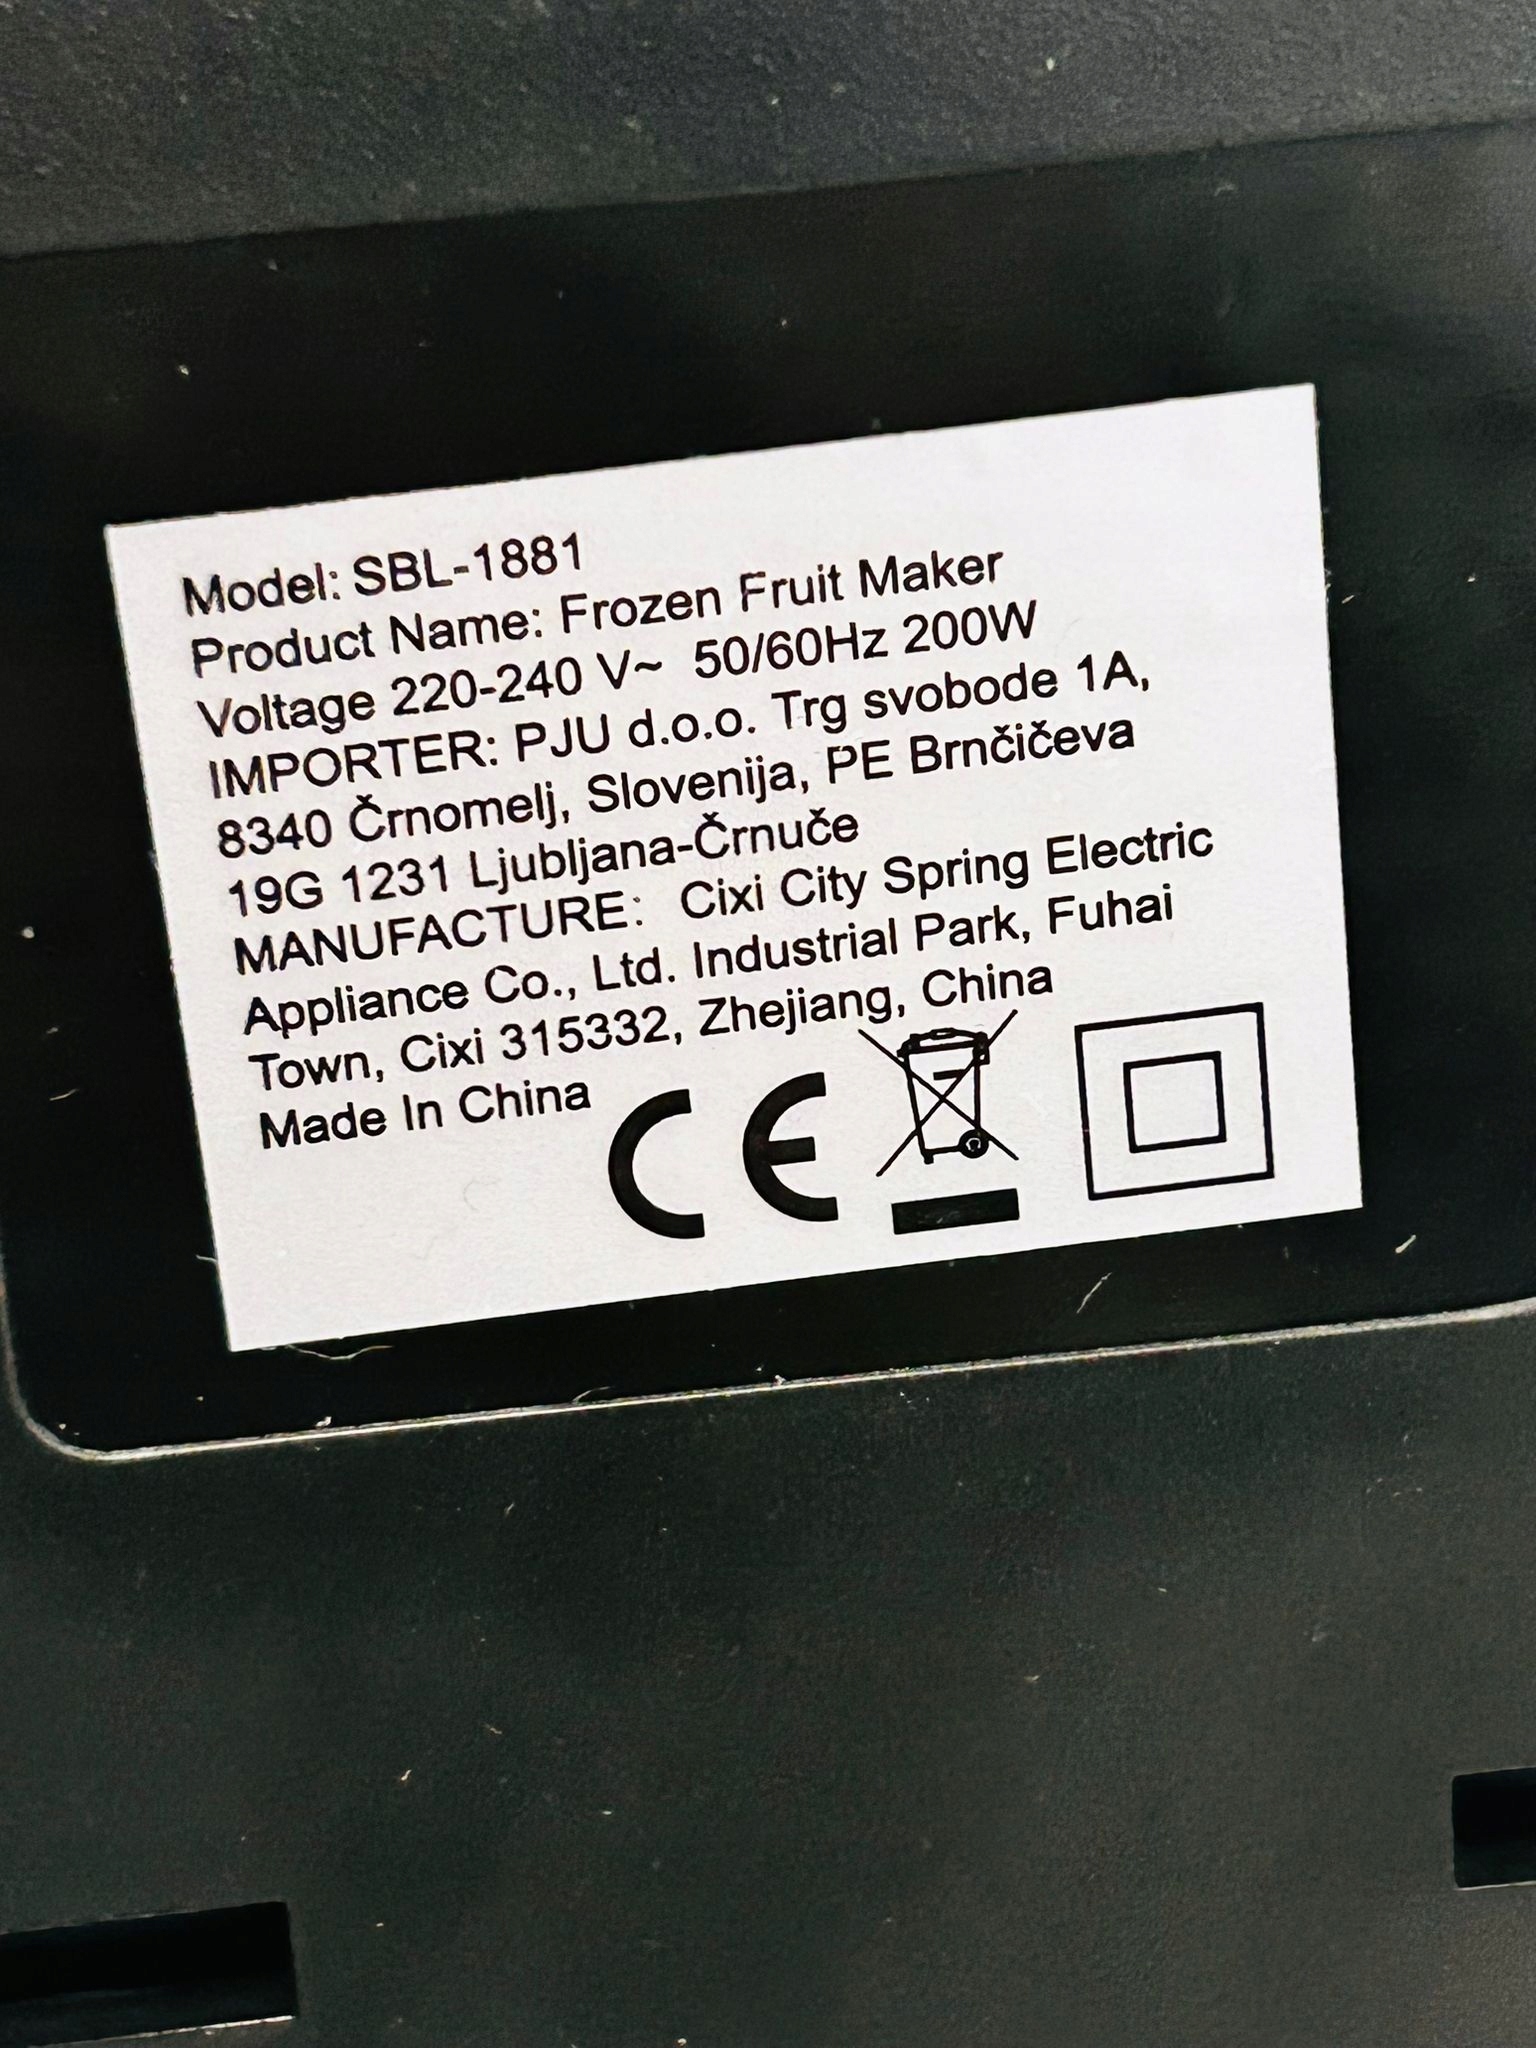 Model: SBL-1881
Product Name: Frozen Fruit Maker
Voltage 220-240 V~ 50/60Hz 200W
IMPORTER: PJU d.o.o. Trg svobode 1A,
8340 Črnomelj, Slovenija, PE Brnčičeva
19G 1231 Ljubljana-Črnuče
MANUFACTURE: Cixi City Spring Electric
Appliance Co., Ltd. Industrial Park, Fuhai
Town, Cixi 315332, Zhejiang, China
Made In China
CE